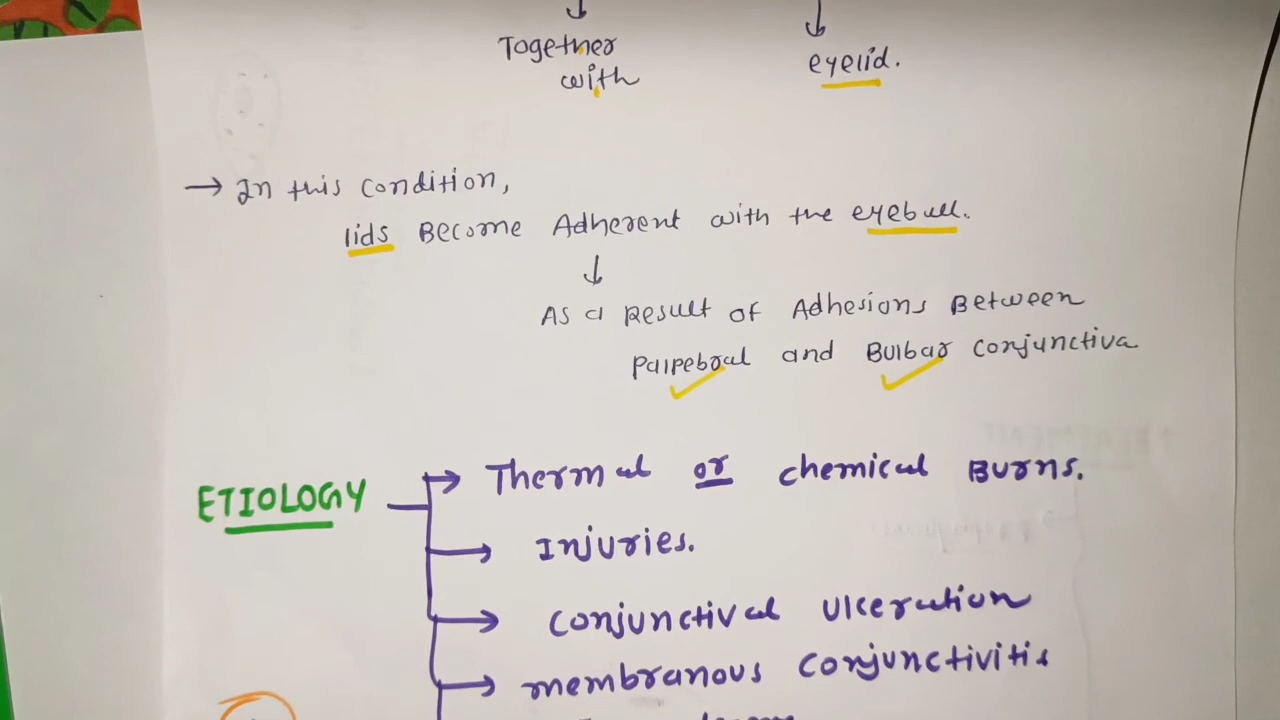 Together
with
eyelid.
→ In this condition,
lids Become Adherent with the eyeball.
As a Result of Adhesions Between
Palpebral and Bulbar conjunctiva
ETIOLOGY
Thermal or chemical Burns.
Injuries.
conjunctival ulceration
membranous conjunctivitis